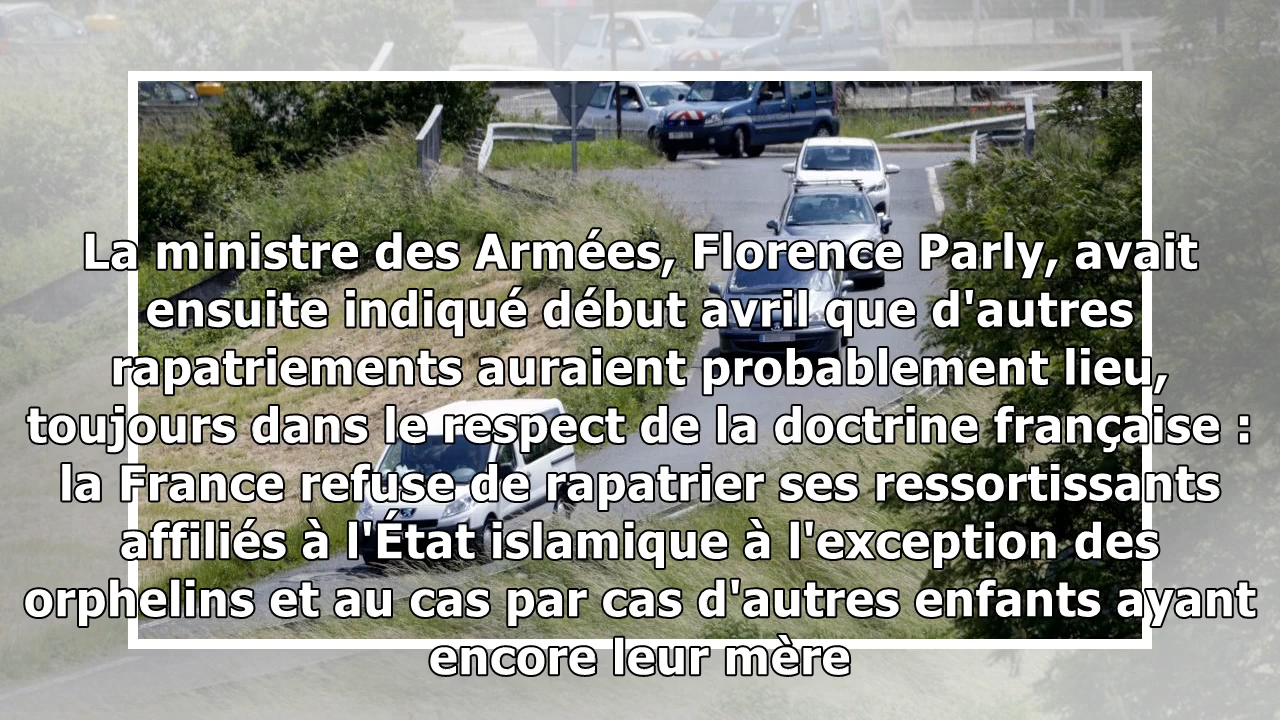 La ministre des Armées, Florence Parly, avait
ensuite indiqué début avril que d'autres
rapatriements auraient probablement lieu,
toujours dans le respect de la doctrine française :
la France refuse de rapatrier ses ressortissants
affiliés à l'État islamique à l'exception des
orphelins et au cas par cas d'autres enfants ayant
encore leur mère